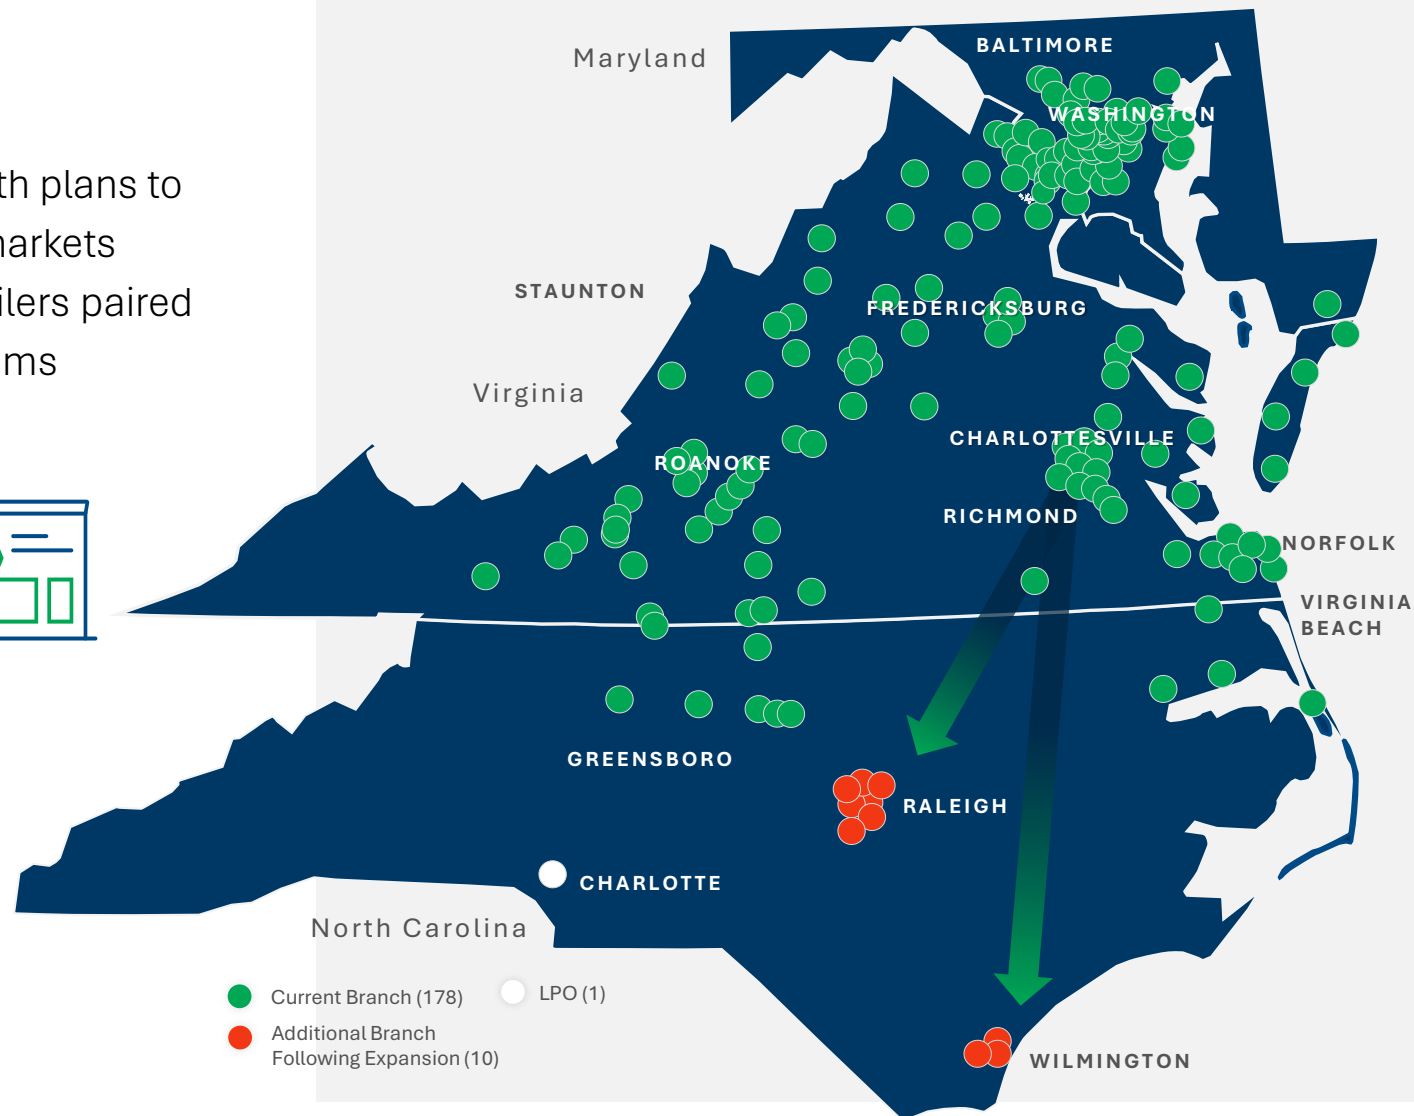 th plans to
narkets
ilers paired
ms
Maryland
BALTIMORE
WASHINGTON
STAUNTON
FREDERICKSBURG
Virginia
CHARLOTTESVILLE
ROANOKE
RICHMOND
NORFOLK
VIRGINIA
BEACH
GREENSBORO
RALEIGH
CHARLOTTE
North Carolina
Current Branch (178)
LPO (1)
Additional Branch
Following Expansion (10)
WILMINGTON